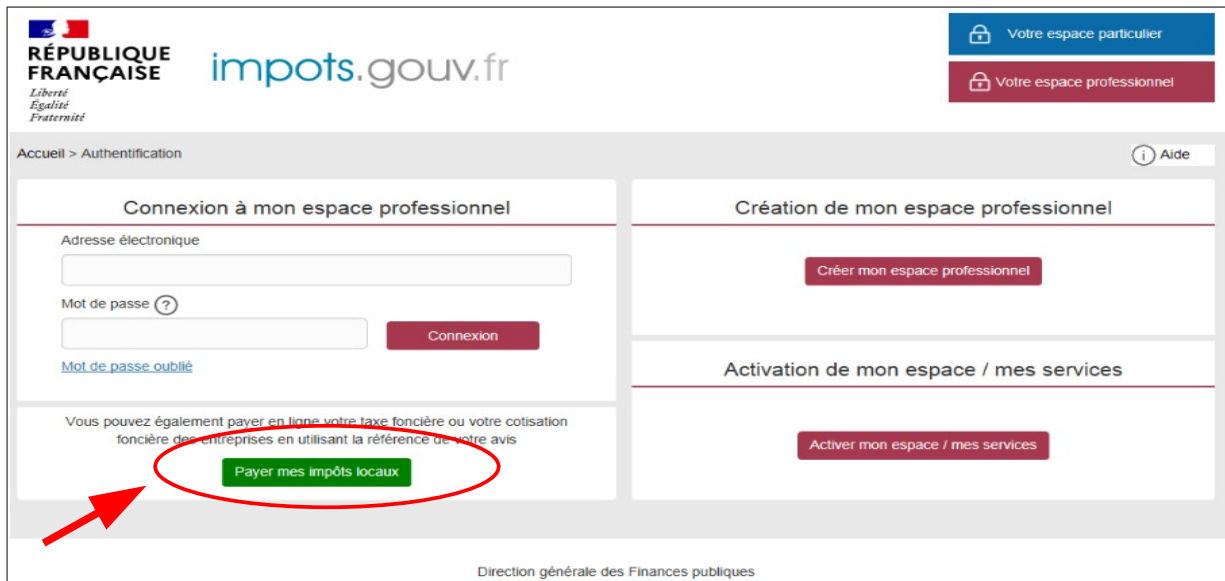 RÉPUBLIQUE
FRANÇAISE
Liberté
Égalité
Fraternité
impots.gouv.fr
Votre espace particulier
Votre espace professionnel
Accueil > Authentification
i Aide
Connexion à mon espace professionnel
Adresse électronique
Mot de passe ?
Connexion
Mot de passe oublié
Vous pouvez également payer en ligne votre taxe foncière ou votre cotisation
foncière des entreprises en utilisant la référence de votre avis
Payer mes impôts locaux
Création de mon espace professionnel
Créer mon espace professionnel
Activation de mon espace / mes services
Activer mon espace / mes services
Direction générale des Finances publiques